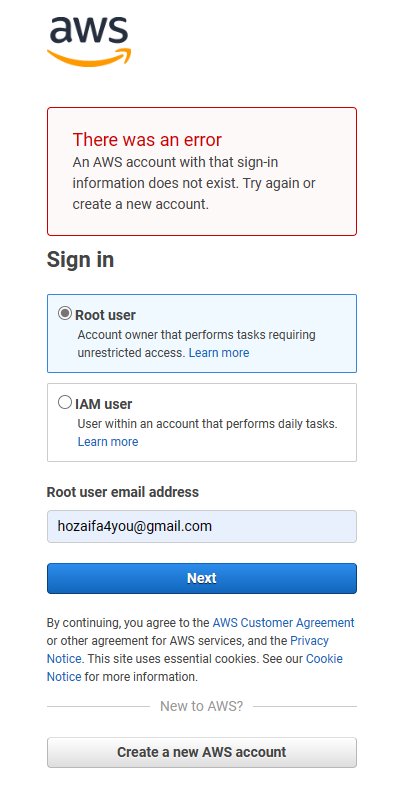 aws
There was an error
An AWS account with that sign-in
information does not exist. Try again or
create a new account.
Sign in
Root user
Account owner that performs tasks requiring
unrestricted access. Learn more
IAM user
User within an account that performs daily tasks.
Learn more
Root user email address
hozaifa4you@gmail.com
Next
By continuing, you agree to the AWS Customer Agreement
or other agreement for AWS services, and the Privacy
Notice. This site uses essential cookies. See our Cookie
Notice for more information.
New to AWS?
Create a new AWS account